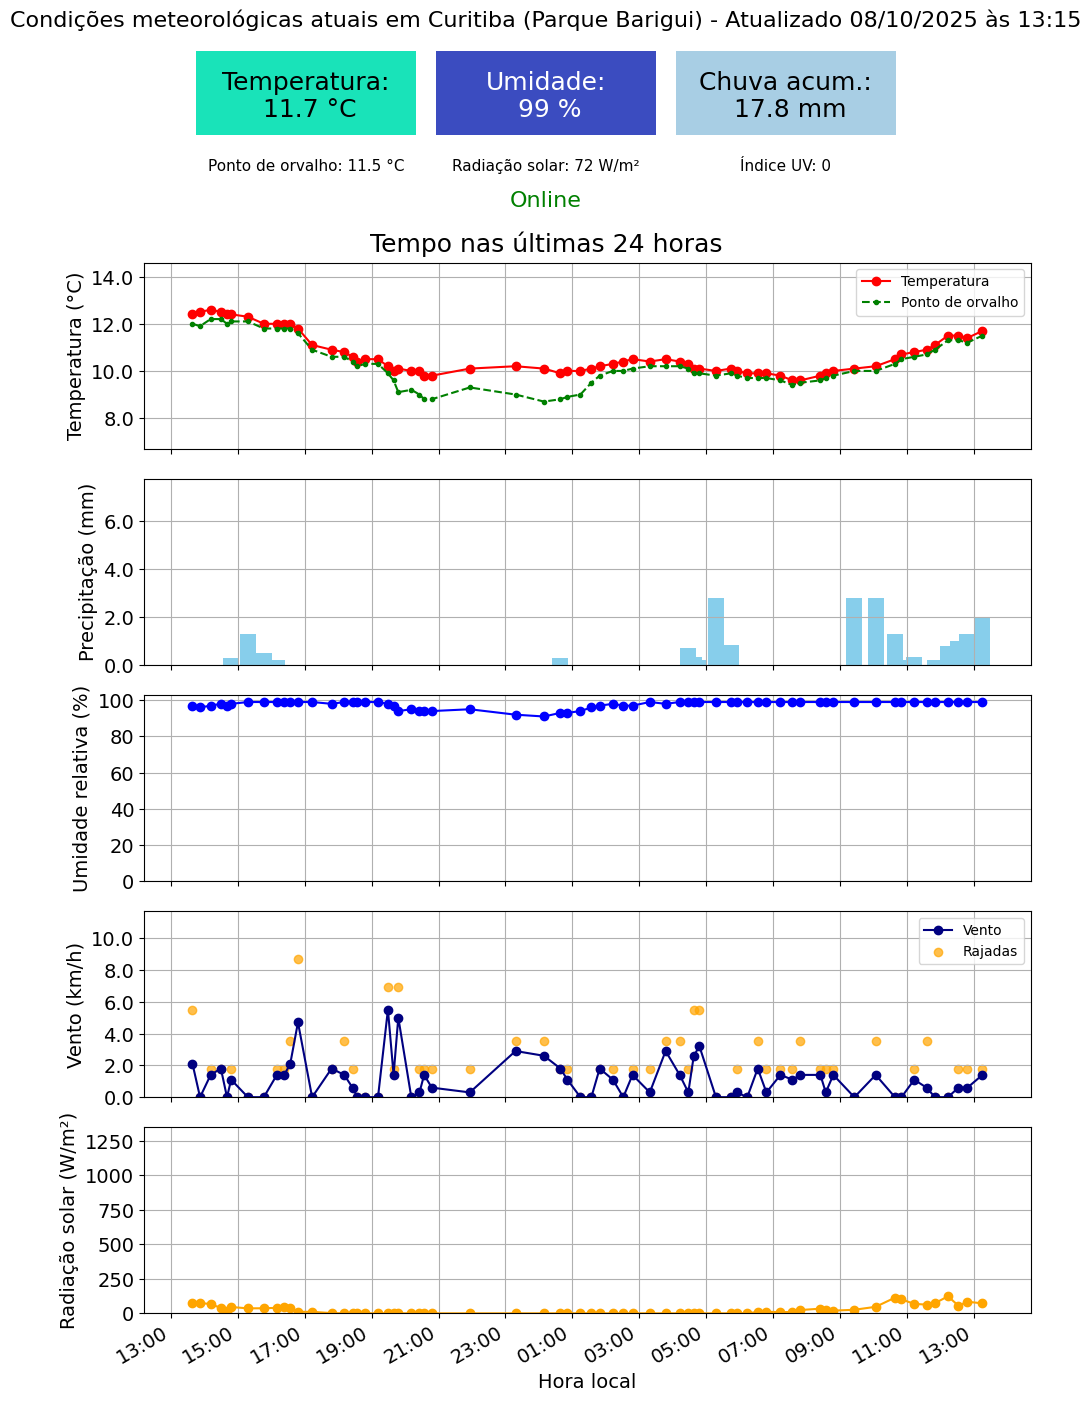 Condições meteorológicas atuais em Curitiba (Parque Barigui) - Atualizado 08/10/2025 às 13:15
Temperatura:
11.7 °C
Umidade:
99 %
Chuva acum.:
17.8 mm
Ponto de orvalho: 11.5 °C
Radiação solar: 72 W/m²
Índice UV: 0
Online
Tempo nas últimas 24 horas
Temperatura (°C)
14.0
12.0
10.0
8.0
Temperatura
Ponto de orvalho
Precipitação (mm)
6.0
4.0
2.0
0.0
Umidade relativa (%)
100
80
60
40
20
0
Vento (km/h)
10.0
8.0
6.0
4.0
2.0
0.0
Vento
Rajadas
Radiação solar (W/m²)
1250
1000
750
500
250
0
13:00
15:00
17:00
19:00
21:00
23:00
01:00
03:00
05:00
07:00
09:00
11:00
13:00
Hora local